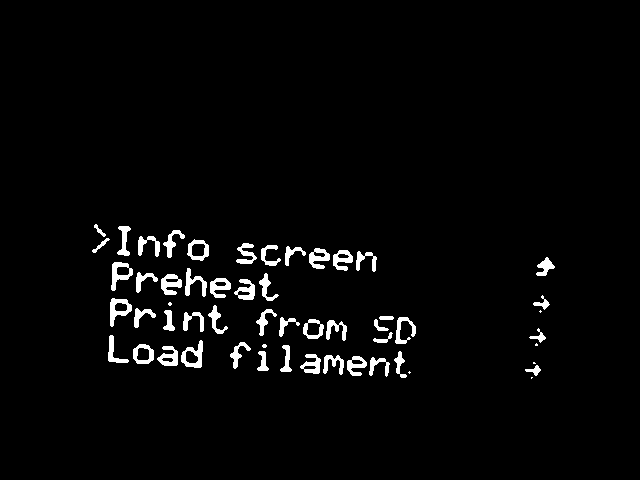 >Info screen
Preheat →
Print from SD →
Load filament →